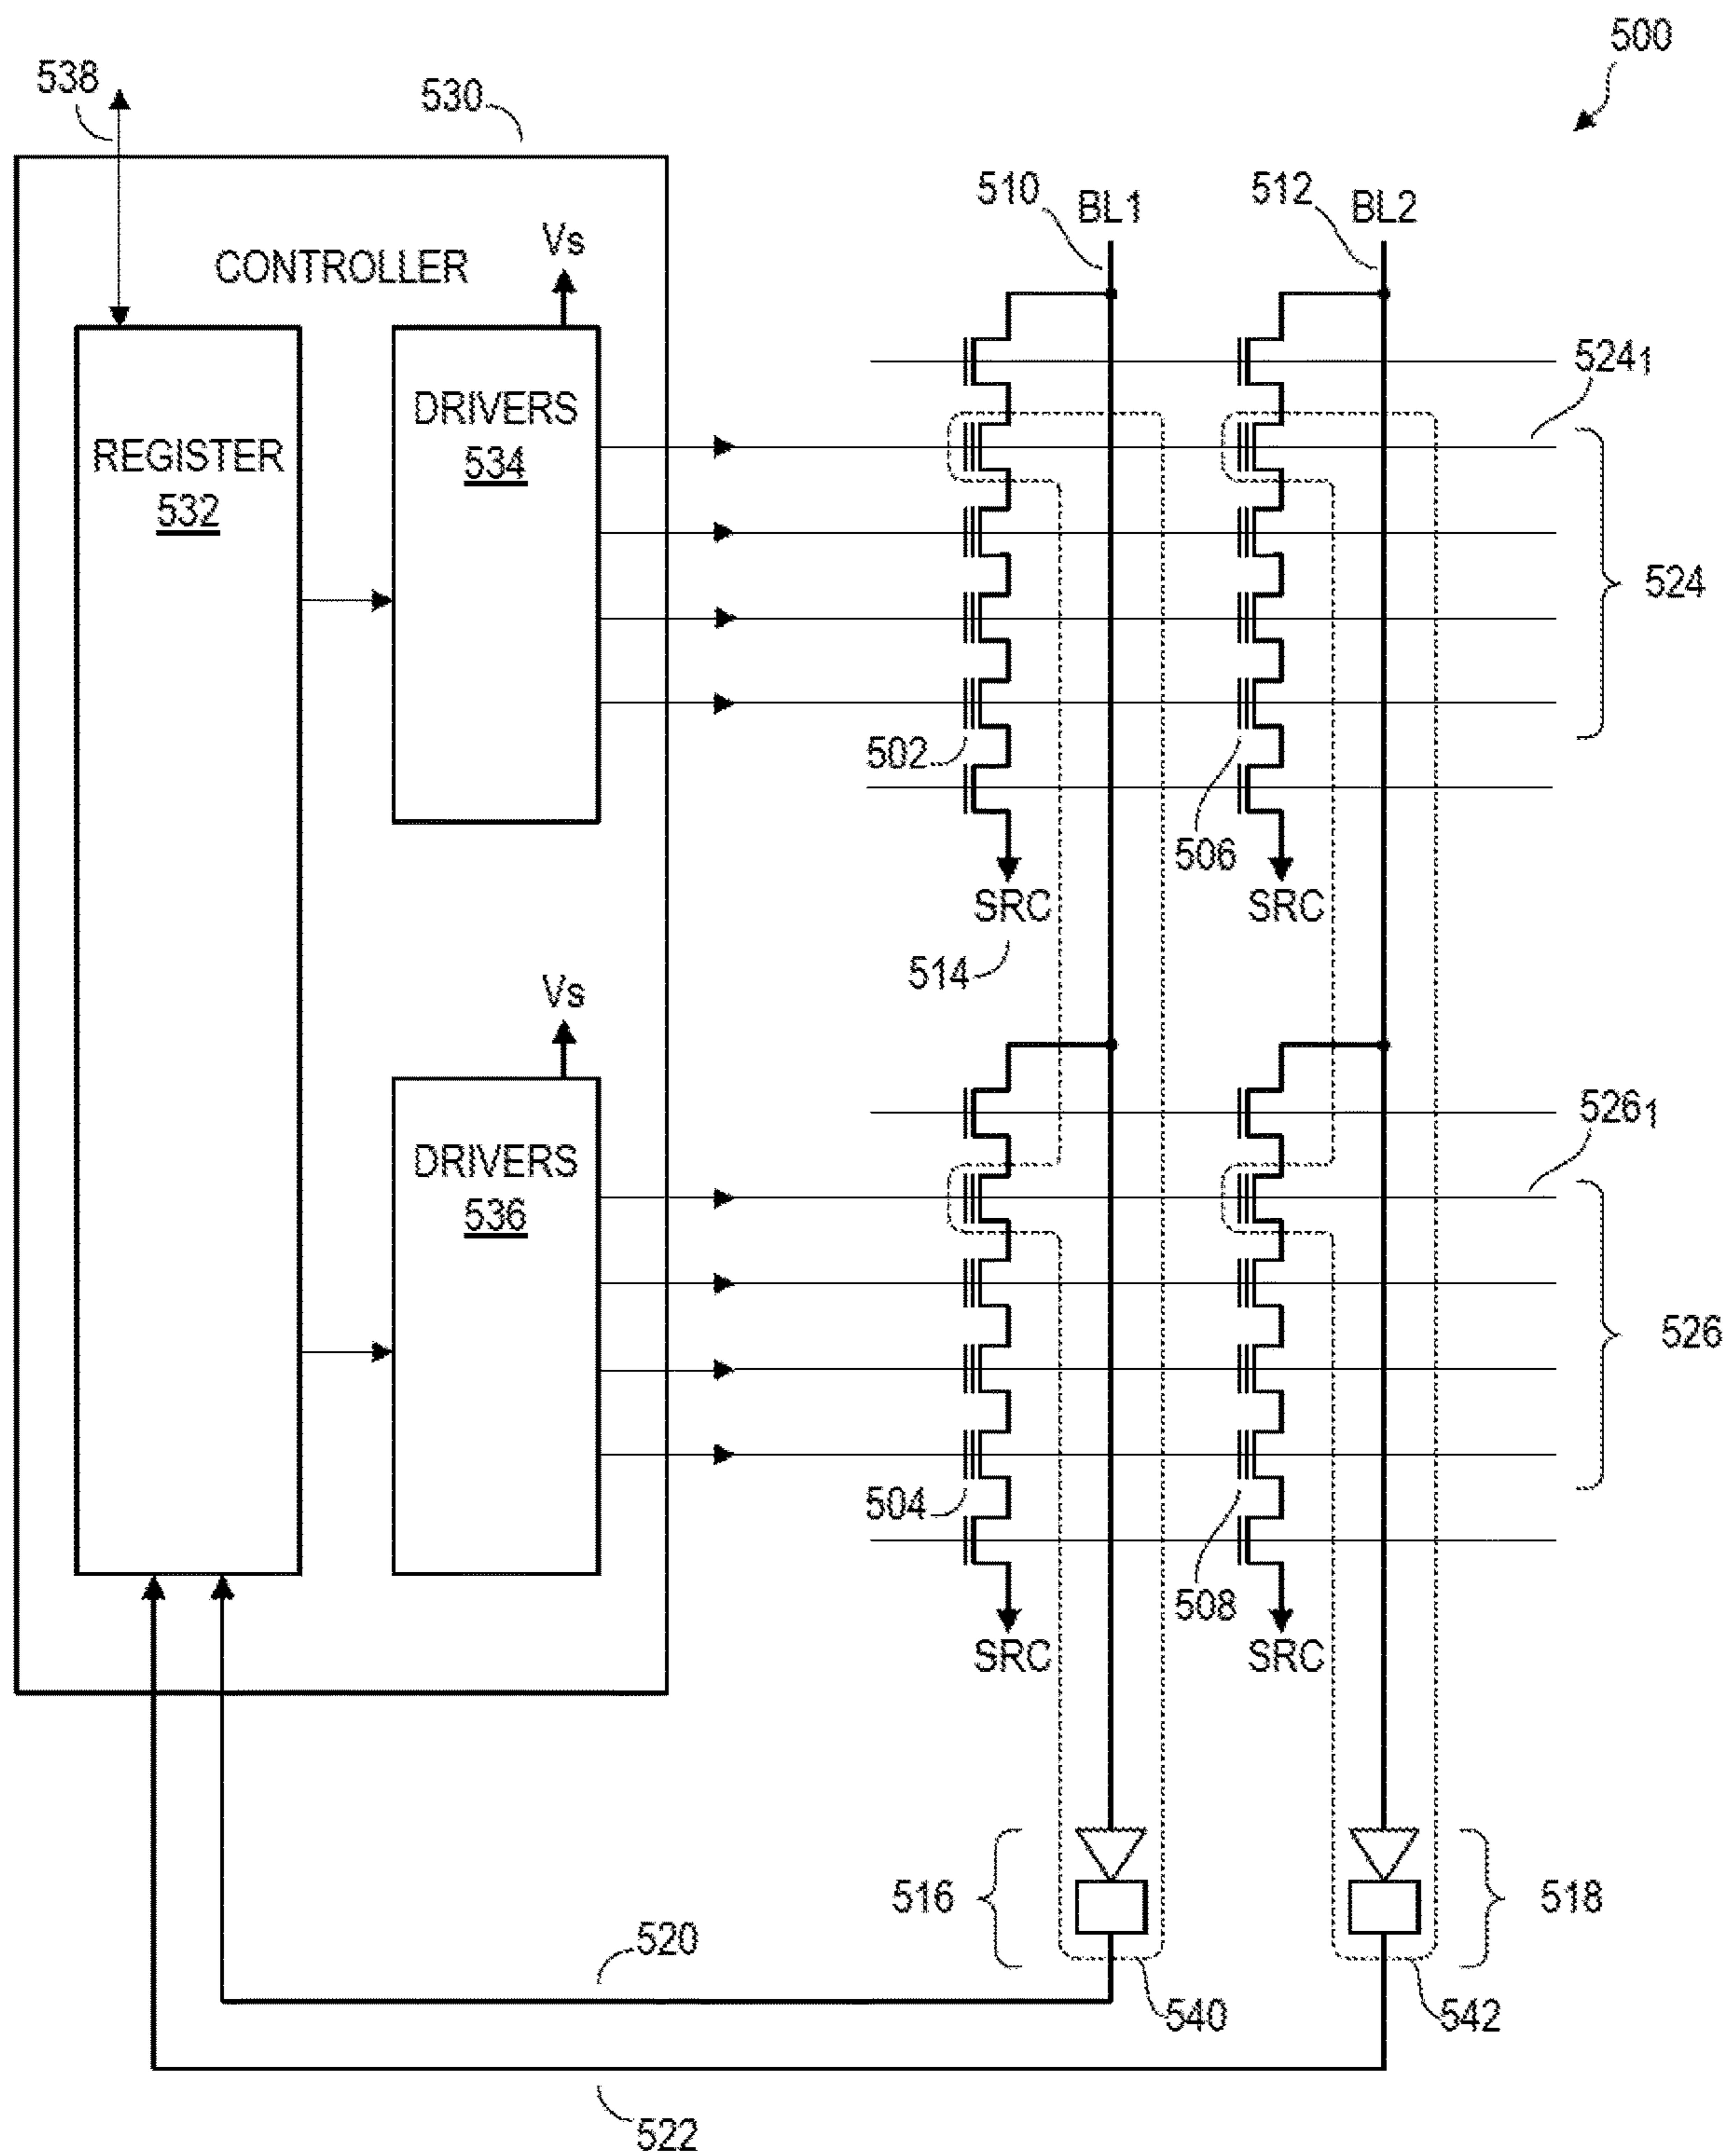 500
538
530
510
BL1
512
BL2
Vs
CONTROLLER
524₁
DRIVERS
534
REGISTER
532
524
502
506
SRC
SRC
514
Vs
526₁
DRIVERS
536
526
504
508
SRC
SRC
516
518
520
540
542
522